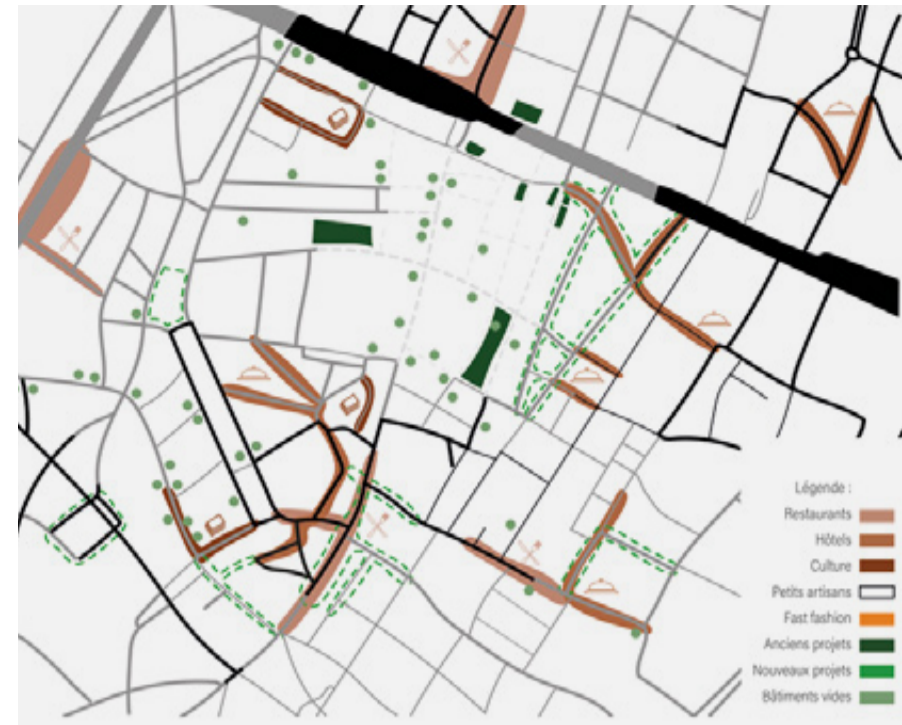 Légende :
Restaurants
Hôtels
Culture
Petits artisans
Fast fashion
Anciens projets
Nouveaux projets
Bâtiments vides